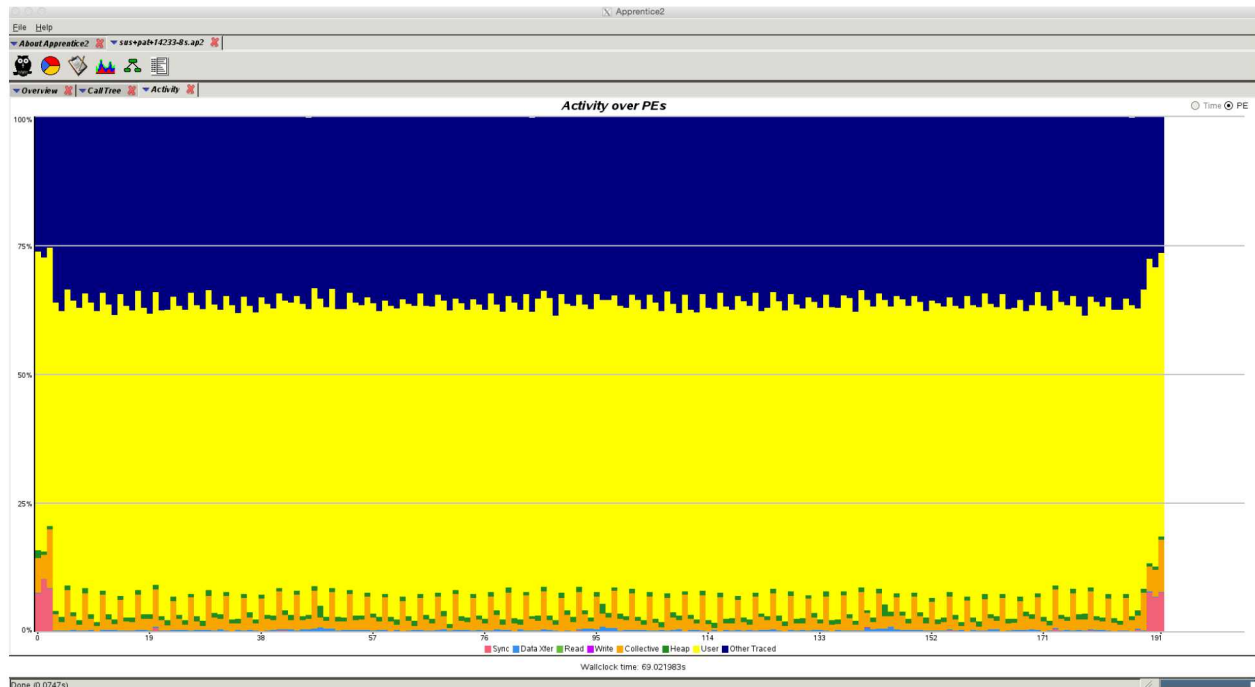 Apprentice2
File Help
About Apprentice2 sus+pat+14233-8s.ap2
Overview CallTree Activity
Activity over PEs
Time PE
100%
75%
50%
25%
0%
0 19 38 57 76 95 114 133 152 171 191
Sync Data Xfer Read Write Collective Heap User Other Traced
Wallclock time: 69.021983s
Done (0.0747s)